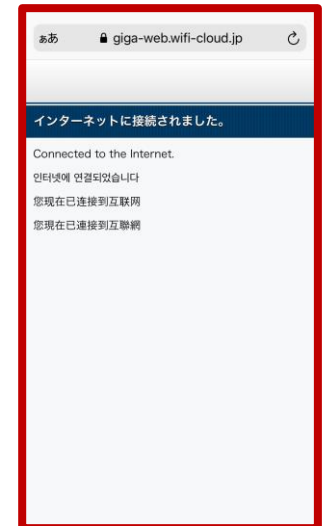 ぁあ giga-web.wifi-cloud.jp
インターネットに接続されました。
Connected to the Internet.
인터넷에 연결되었습니다
您现在已连接到互联网
您現在已連接到互聯網